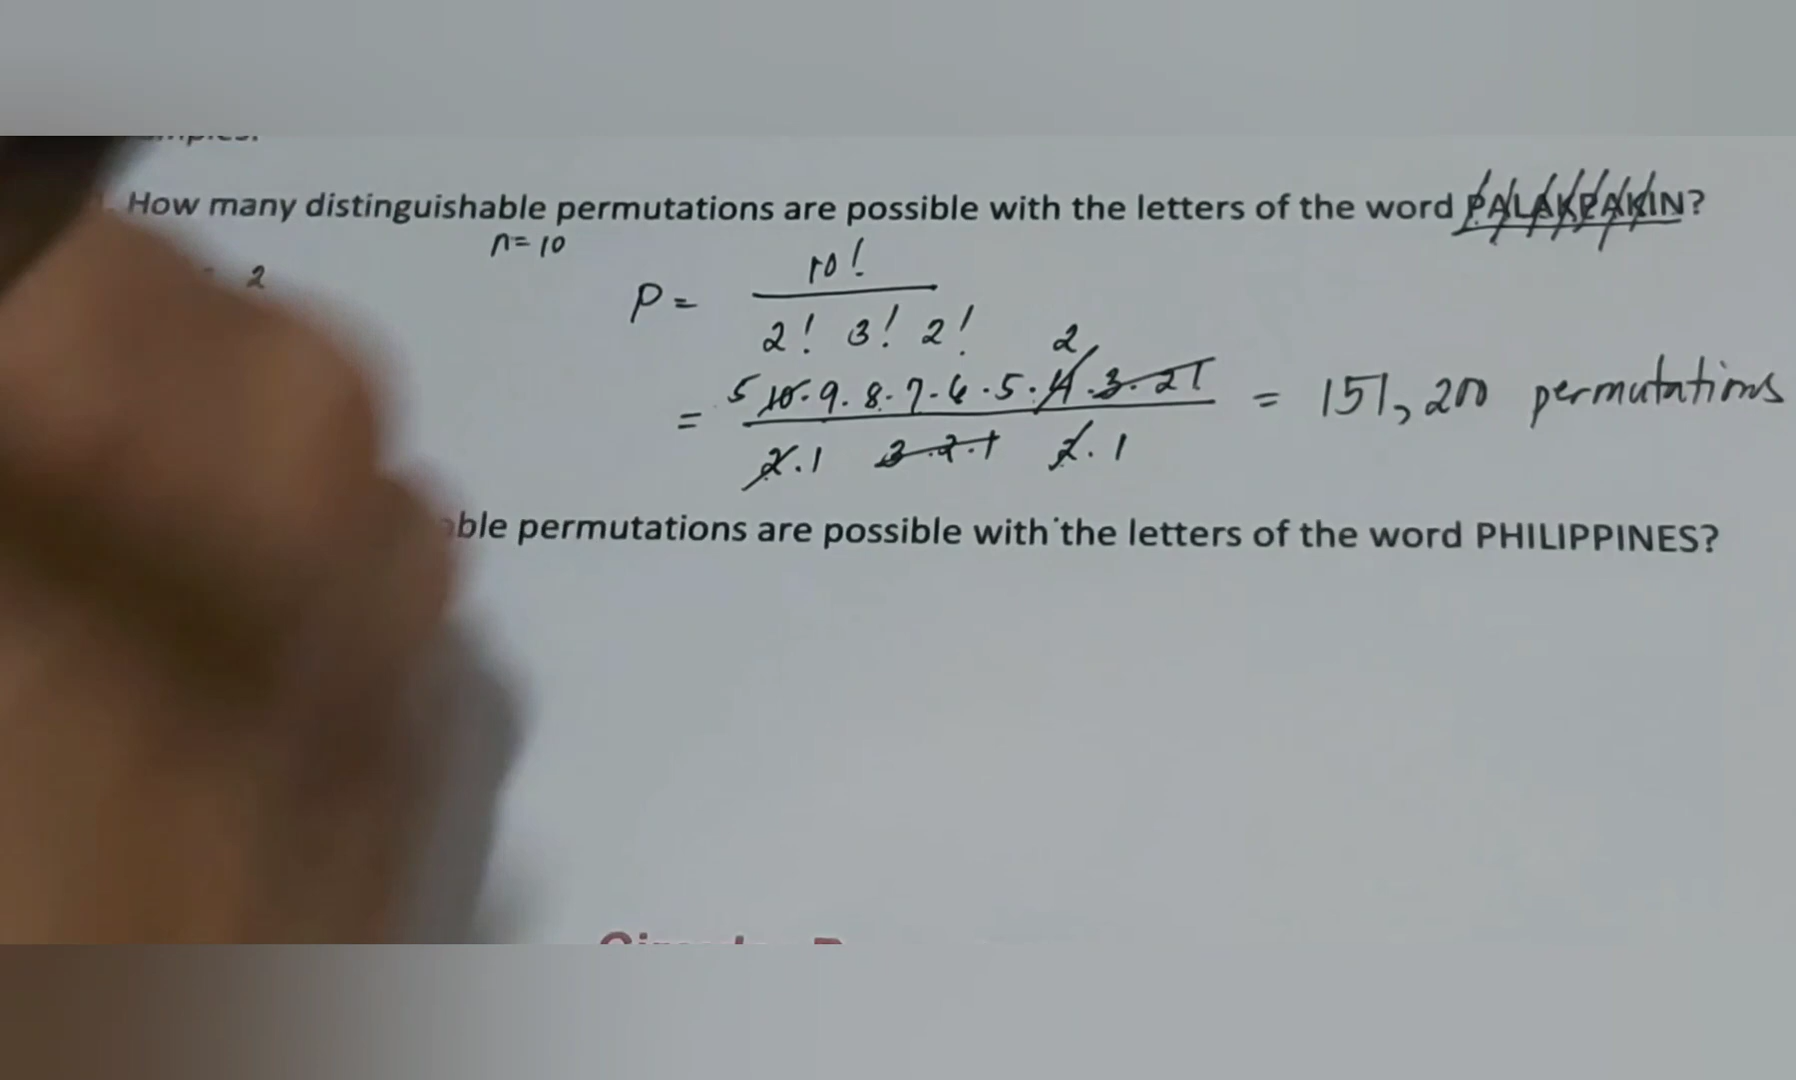 How many distinguishable permutations are possible with the letters of the word PALAKPAKIN?
n = 10
2
P = 10! / 2! 3! 2!
= 5 10 · 9 · 8 · 7 · 6 · 5 · 4 2 · 3 · 2 1 / 2 · 1 3 · 2 · 1 2 · 1 = 151,200 permutations
permutations are possible with the letters of the word PHILIPPINES?